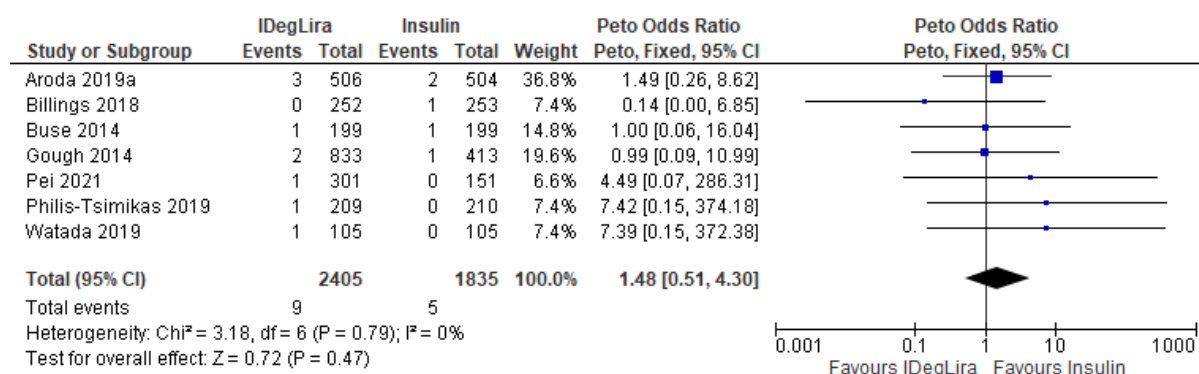 IDegLira Insulin Peto Odds Ratio Peto Odds Ratio
Study or Subgroup Events Total Events Total Weight Peto, Fixed, 95% CI Peto, Fixed, 95% CI
Aroda 2019a 3 506 2 504 36.8% 1.49 [0.26, 8.62]
Billings 2018 0 252 1 253 7.4% 0.14 [0.00, 6.85]
Buse 2014 1 199 1 199 14.8% 1.00 [0.06, 16.04]
Gough 2014 2 833 1 413 19.6% 0.99 [0.09, 10.99]
Pei 2021 1 301 0 151 6.6% 4.49 [0.07, 286.31]
Philis-Tsimikas 2019 1 209 0 210 7.4% 7.42 [0.15, 374.18]
Watada 2019 1 105 0 105 7.4% 7.39 [0.15, 372.38]
Total (95% CI) 2405 1835 100.0% 1.48 [0.51, 4.30]
Total events 9 5
Heterogeneity: Chi² = 3.18, df = 6 (P = 0.79); I² = 0%
Test for overall effect: Z = 0.72 (P = 0.47)
0.001 0.1 1 10 1000
Favours IDegLira Favours Insulin